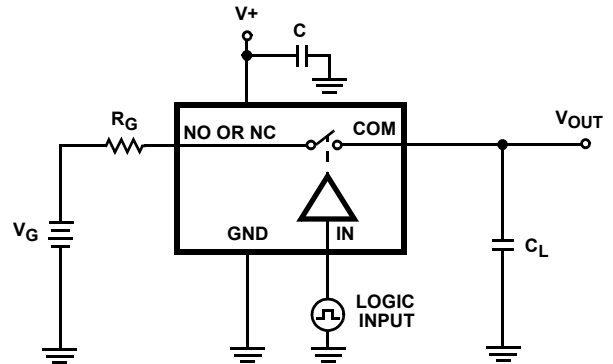 V+
C
RG
NO OR NC
COM
VOUT
VG
GND
IN
CL
LOGIC
INPUT